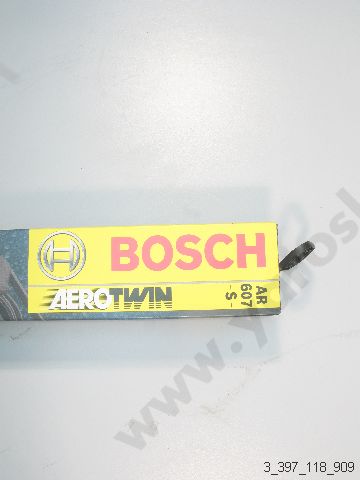 BOSCH
AEROTWIN
AR
607
- S -
3_397_118_909